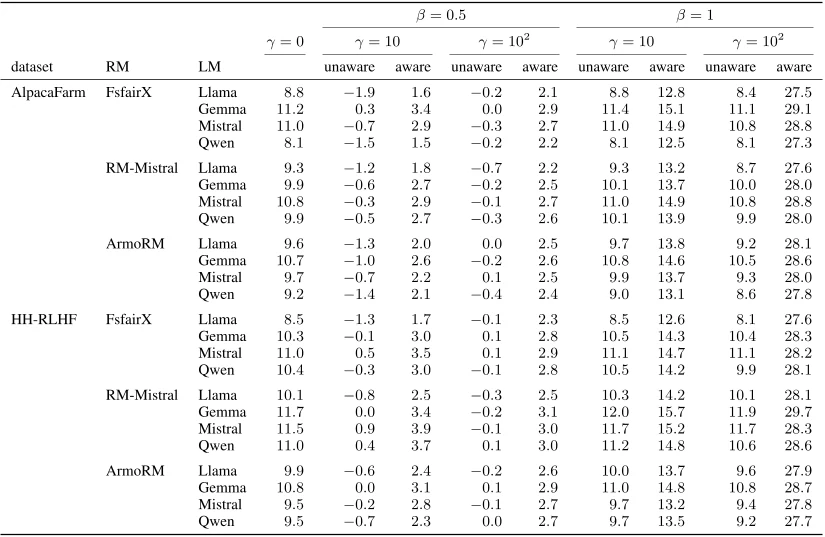 β = 0.5 β = 1
γ = 0 γ = 10 γ = 10² γ = 10 γ = 10²
dataset RM LM unaware aware unaware aware unaware aware unaware aware
AlpacaFarm FsfairX Llama 8.8 −1.9 1.6 −0.2 2.1 8.8 12.8 8.4 27.5
Gemma 11.2 0.3 3.4 0.0 2.9 11.4 15.1 11.1 29.1
Mistral 11.0 −0.7 2.9 −0.3 2.7 11.0 14.9 10.8 28.8
Qwen 8.1 −1.5 1.5 −0.2 2.2 8.1 12.5 8.1 27.3
RM-Mistral Llama 9.3 −1.2 1.8 −0.7 2.2 9.3 13.2 8.7 27.6
Gemma 9.9 −0.6 2.7 −0.2 2.5 10.1 13.7 10.0 28.0
Mistral 10.8 −0.3 2.9 −0.1 2.7 11.0 14.9 10.8 28.8
Qwen 9.9 −0.5 2.7 −0.3 2.6 10.1 13.9 9.9 28.0
ArmoRM Llama 9.6 −1.3 2.0 0.0 2.5 9.7 13.8 9.2 28.1
Gemma 10.7 −1.0 2.6 −0.2 2.6 10.8 14.6 10.5 28.6
Mistral 9.7 −0.7 2.2 0.1 2.5 9.9 13.7 9.3 28.0
Qwen 9.2 −1.4 2.1 −0.4 2.4 9.0 13.1 8.6 27.8
HH-RLHF FsfairX Llama 8.5 −1.3 1.7 −0.1 2.3 8.5 12.6 8.1 27.6
Gemma 10.3 −0.1 3.0 0.1 2.8 10.5 14.3 10.4 28.3
Mistral 11.0 0.5 3.5 0.1 2.9 11.1 14.7 11.1 28.2
Qwen 10.4 −0.3 3.0 −0.1 2.8 10.5 14.2 9.9 28.1
RM-Mistral Llama 10.1 −0.8 2.5 −0.3 2.5 10.3 14.2 10.1 28.1
Gemma 11.7 0.0 3.4 −0.2 3.1 12.0 15.7 11.9 29.7
Mistral 11.5 0.9 3.9 −0.1 3.0 11.7 15.2 11.7 28.3
Qwen 11.0 0.4 3.7 0.1 3.0 11.2 14.8 10.6 28.6
ArmoRM Llama 9.9 −0.6 2.4 −0.2 2.6 10.0 13.7 9.6 27.9
Gemma 10.8 0.0 3.1 0.1 2.9 11.0 14.8 10.8 28.7
Mistral 9.5 −0.2 2.8 −0.1 2.7 9.7 13.2 9.4 27.8
Qwen 9.5 −0.7 2.3 0.0 2.7 9.7 13.5 9.2 27.7